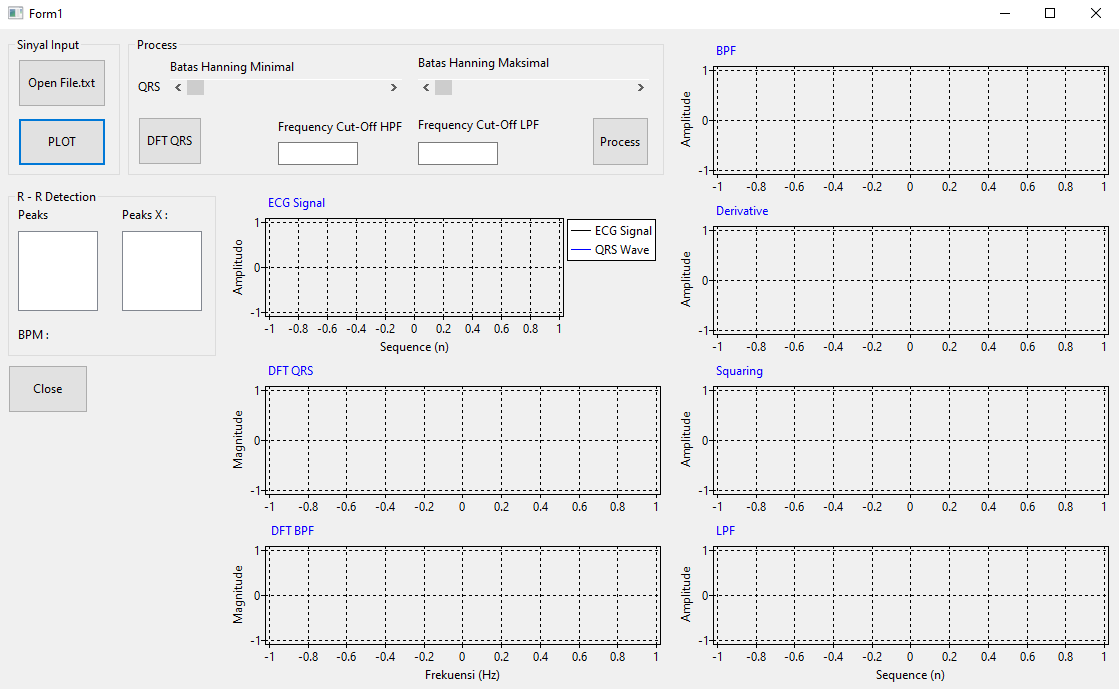 Form1
Sinyal Input
Open File.txt
PLOT
Process
Batas Hanning Minimal
Batas Hanning Maksimal
QRS
DFT QRS
Frequency Cut-Off HPF
Frequency Cut-Off LPF
Process
R - R Detection
Peaks
Peaks X :
BPM :
Close
ECG Signal
Amplitudo
1
0
-1
-1 -0.8 -0.6 -0.4 -0.2 0 0.2 0.4 0.6 0.8 1
Sequence (n)
ECG Signal
QRS Wave
DFT QRS
Magnitude
1
0
-1
-1 -0.8 -0.6 -0.4 -0.2 0 0.2 0.4 0.6 0.8 1
DFT BPF
Magnitude
1
0
-1
-1 -0.8 -0.6 -0.4 -0.2 0 0.2 0.4 0.6 0.8 1
Frekuensi (Hz)
BPF
Amplitude
1
0
-1
-1 -0.8 -0.6 -0.4 -0.2 0 0.2 0.4 0.6 0.8 1
Derivative
Amplitude
1
0
-1
-1 -0.8 -0.6 -0.4 -0.2 0 0.2 0.4 0.6 0.8 1
Squaring
Amplitude
1
0
-1
-1 -0.8 -0.6 -0.4 -0.2 0 0.2 0.4 0.6 0.8 1
LPF
Amplitude
1
0
-1
-1 -0.8 -0.6 -0.4 -0.2 0 0.2 0.4 0.6 0.8 1
Sequence (n)